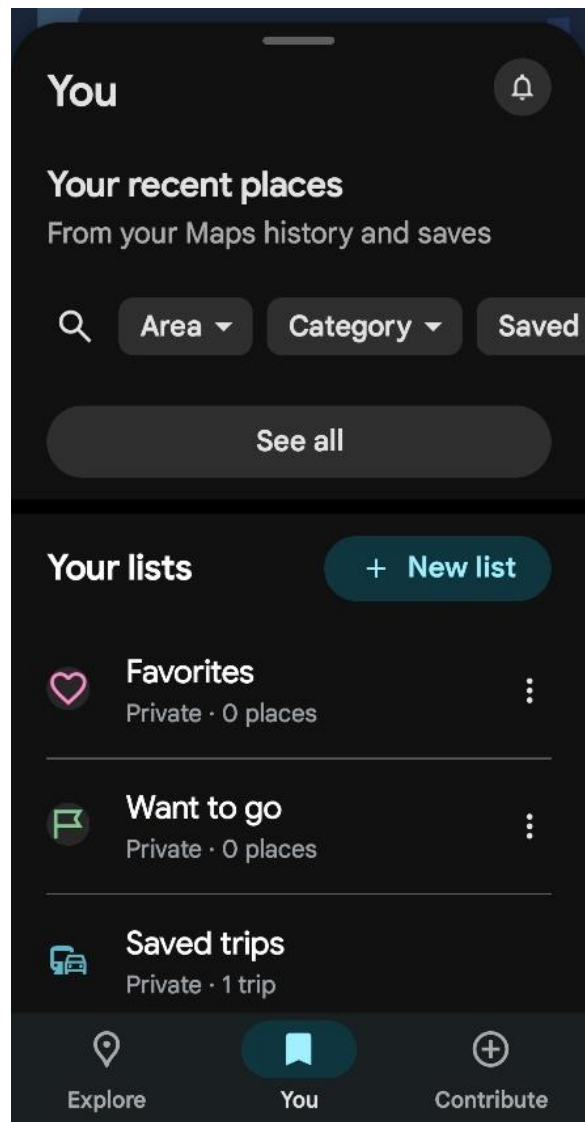 You
Your recent places
From your Maps history and saves
Area
Category
Saved
See all
Your lists
+ New list
Favorites
Private · 0 places
Want to go
Private · 0 places
Saved trips
Private · 1 trip
Explore
You
Contribute